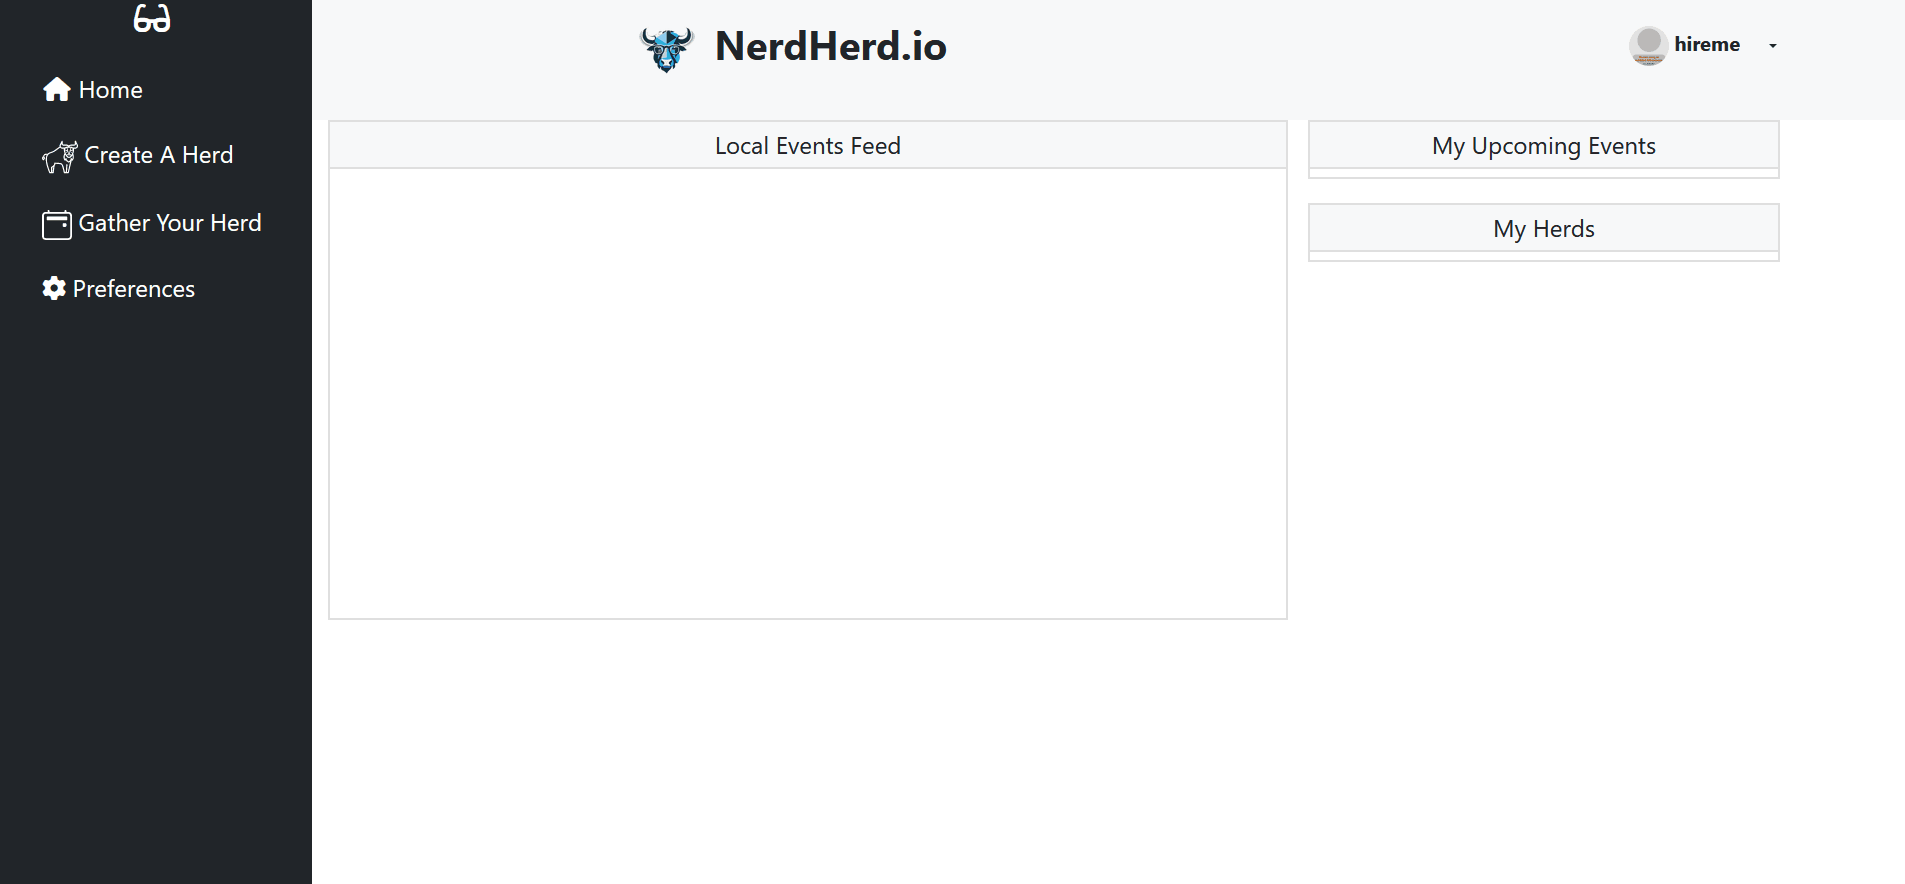 Home
Create A Herd
Gather Your Herd
Preferences
NerdHerd.io
hireme
Local Events Feed
My Upcoming Events
My Herds